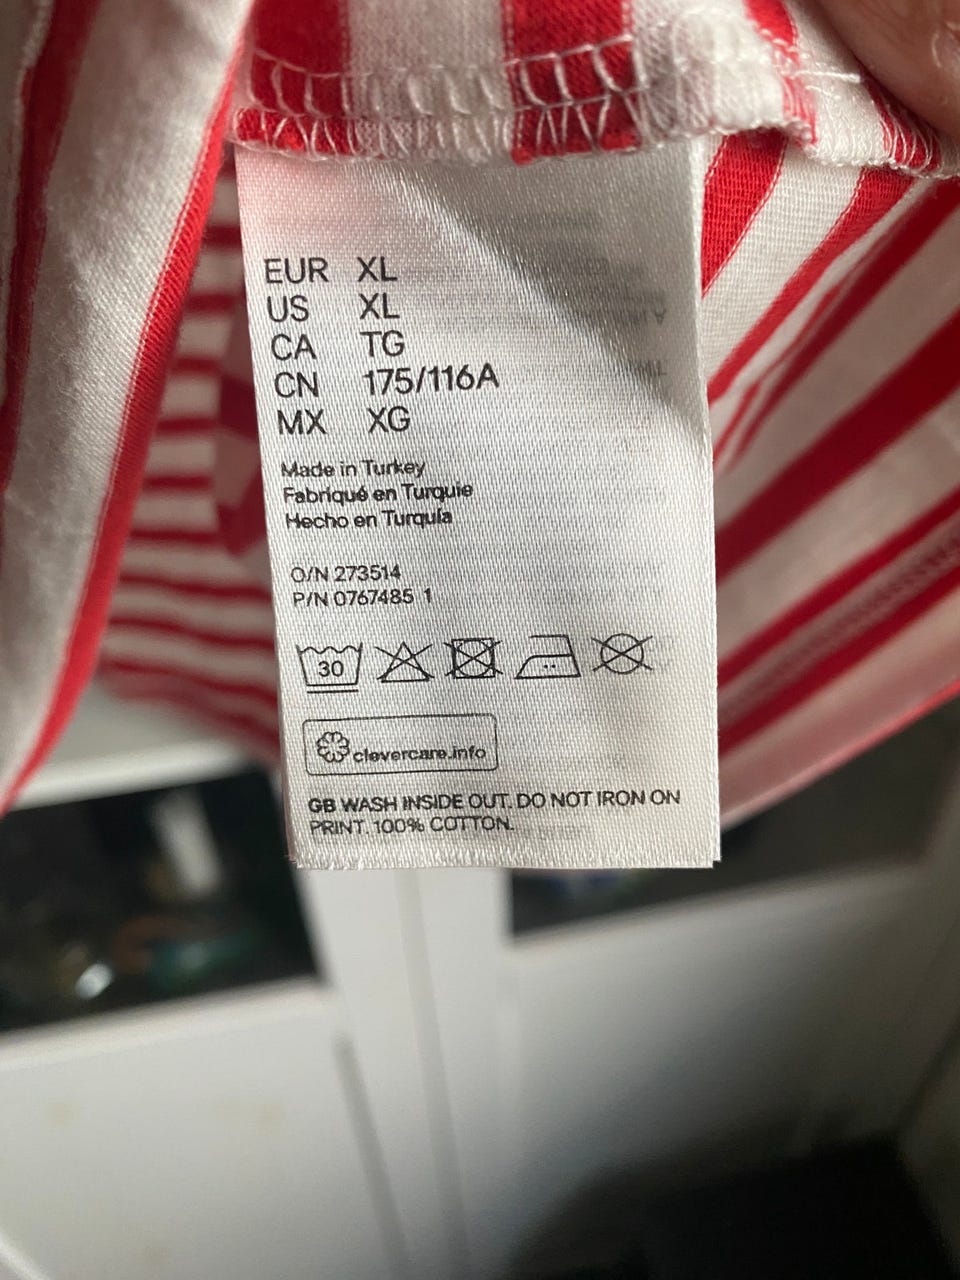 EUR XL
US XL
CA TG
CN 175/116A
MX XG
Made in Turkey
Fabriqué en Turquie
Hecho en Turquía
O/N 273514
P/N 0767485 1
30
clevercare.info
GB WASH INSIDE OUT. DO NOT IRON ON
PRINT. 100% COTTON.